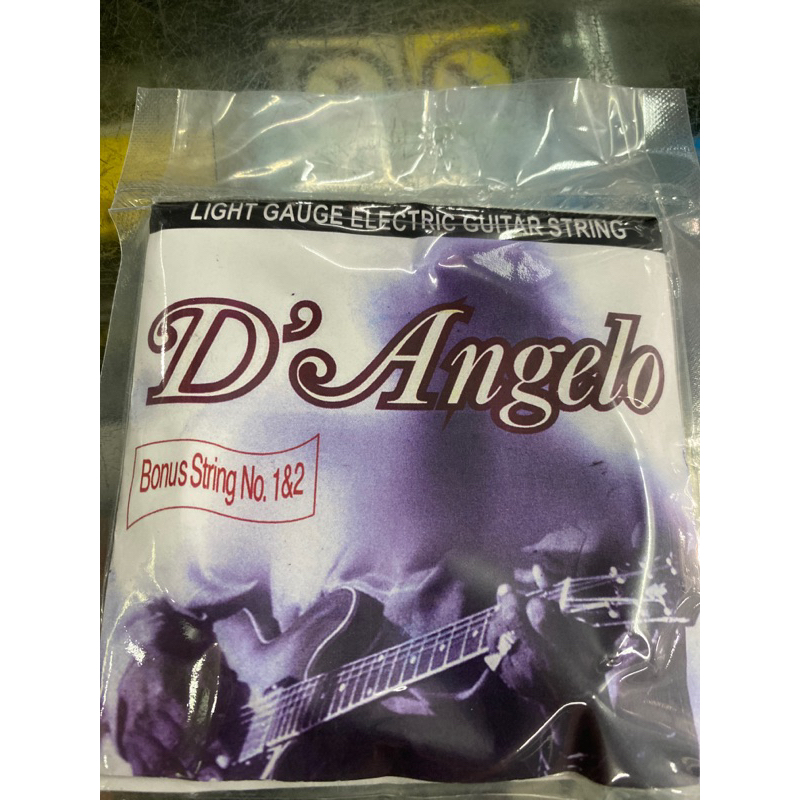 LIGHT GAUGE ELECTRIC GUITAR STRING
D'Angelo
Bonus String No. 1&2